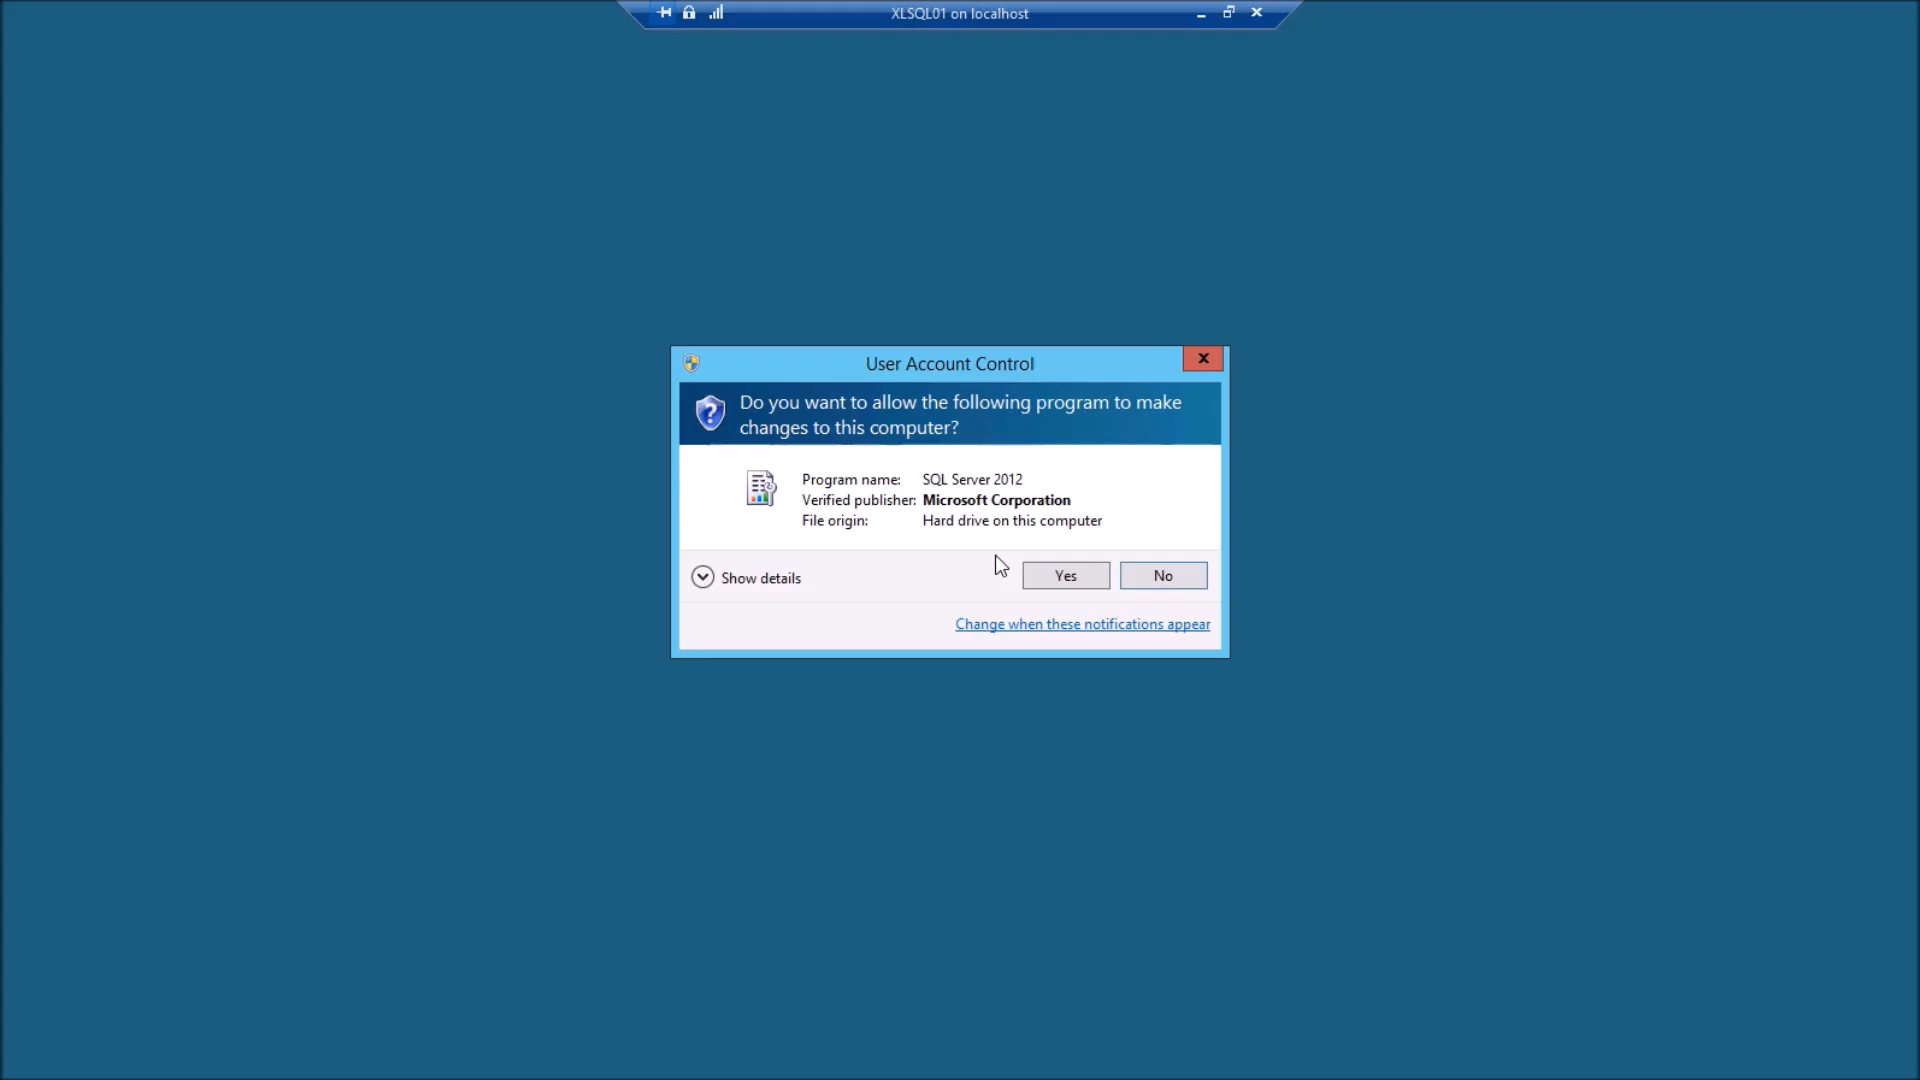 XLSQL01 on localhost
User Account Control
Do you want to allow the following program to make
changes to this computer?
Program name: SQL Server 2012
Verified publisher: Microsoft Corporation
File origin: Hard drive on this computer
Show details
Yes
No
Change when these notifications appear